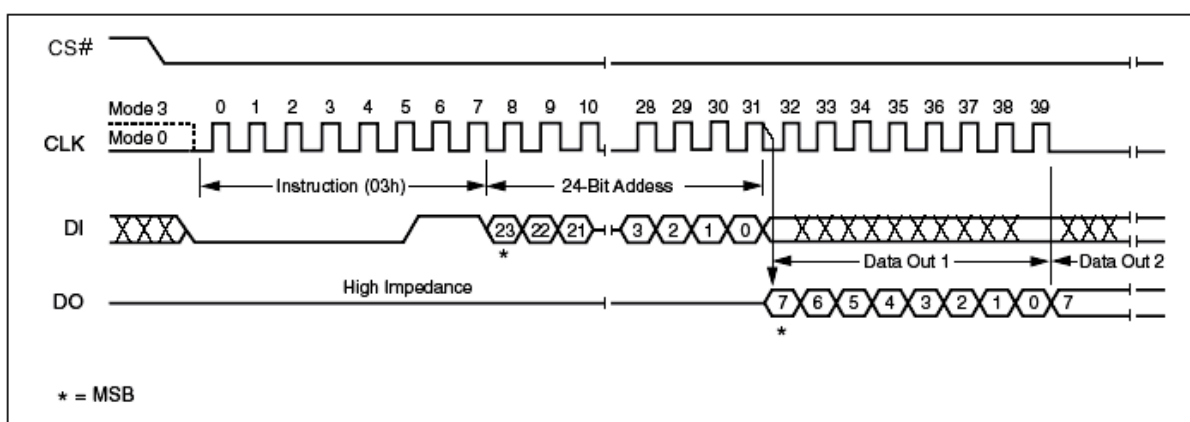 CS#
Mode 3 0 1 2 3 4 5 6 7 8 9 10 28 29 30 31 32 33 34 35 36 37 38 39
Mode 0
CLK
Instruction (03h) 24-Bit Addess
DI 23 22 21 3 2 1 0
Data Out 1 Data Out 2
High Impedance
DO 7 6 5 4 3 2 1 0 7
* *
* = MSB